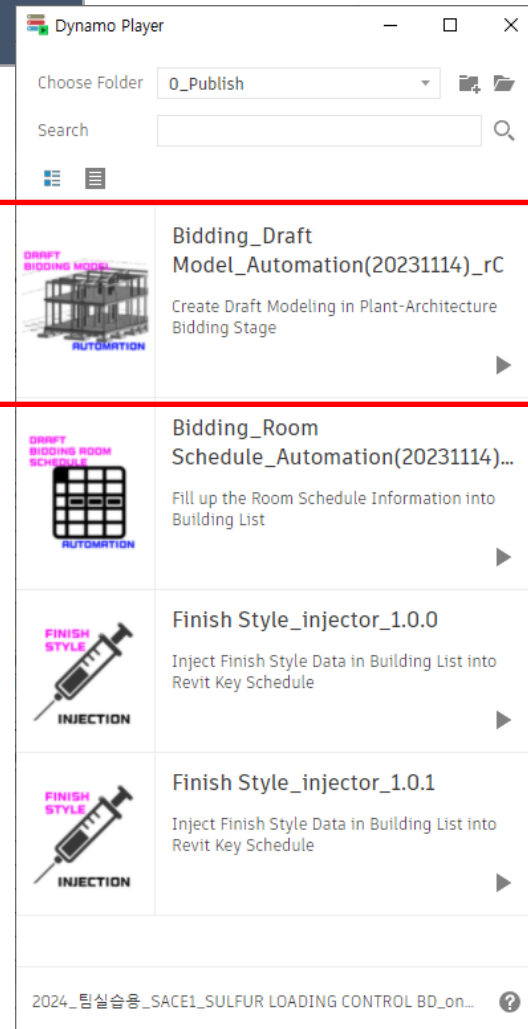 Dynamo Player
Choose Folder 0_Publish
Search
DRAFT
BIDDING MODEL
AUTOMATION
Bidding_Draft
Model_Automation(20231114)_rC
Create Draft Modeling in Plant-Architecture
Bidding Stage
DRAFT
BIDDING ROOM
SCHEDULE
AUTOMATION
Bidding_Room
Schedule_Automation(20231114)...
Fill up the Room Schedule Information into
Building List
FINISH
STYLE
INJECTION
Finish Style_injector_1.0.0
Inject Finish Style Data in Building List into
Revit Key Schedule
FINISH
STYLE
INJECTION
Finish Style_injector_1.0.1
Inject Finish Style Data in Building List into
Revit Key Schedule
2024_팀실습용_SACE1_SULFUR LOADING CONTROL BD_on...